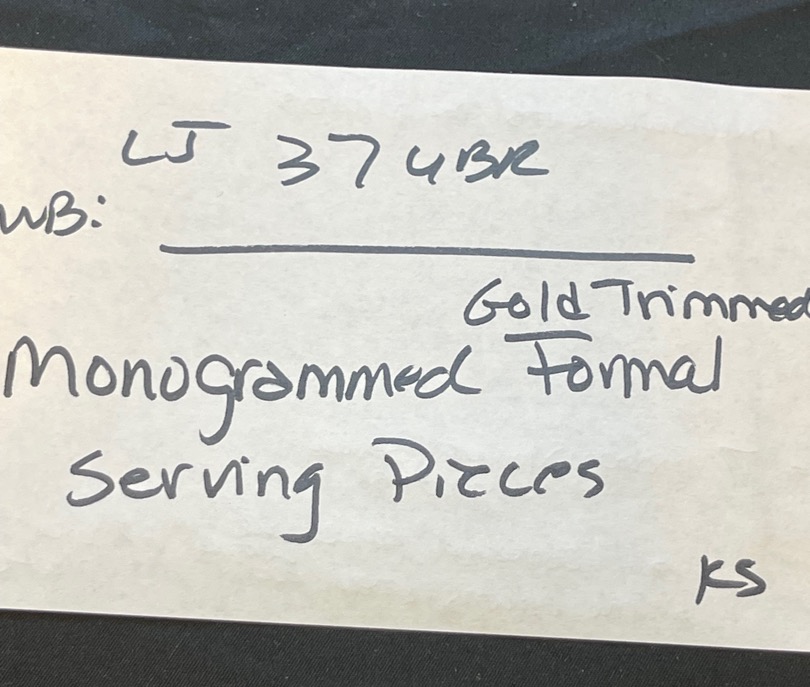 LJ 374BR
WB:
Gold Trimmed
Monogrammed Formal
Serving Pieces
KS